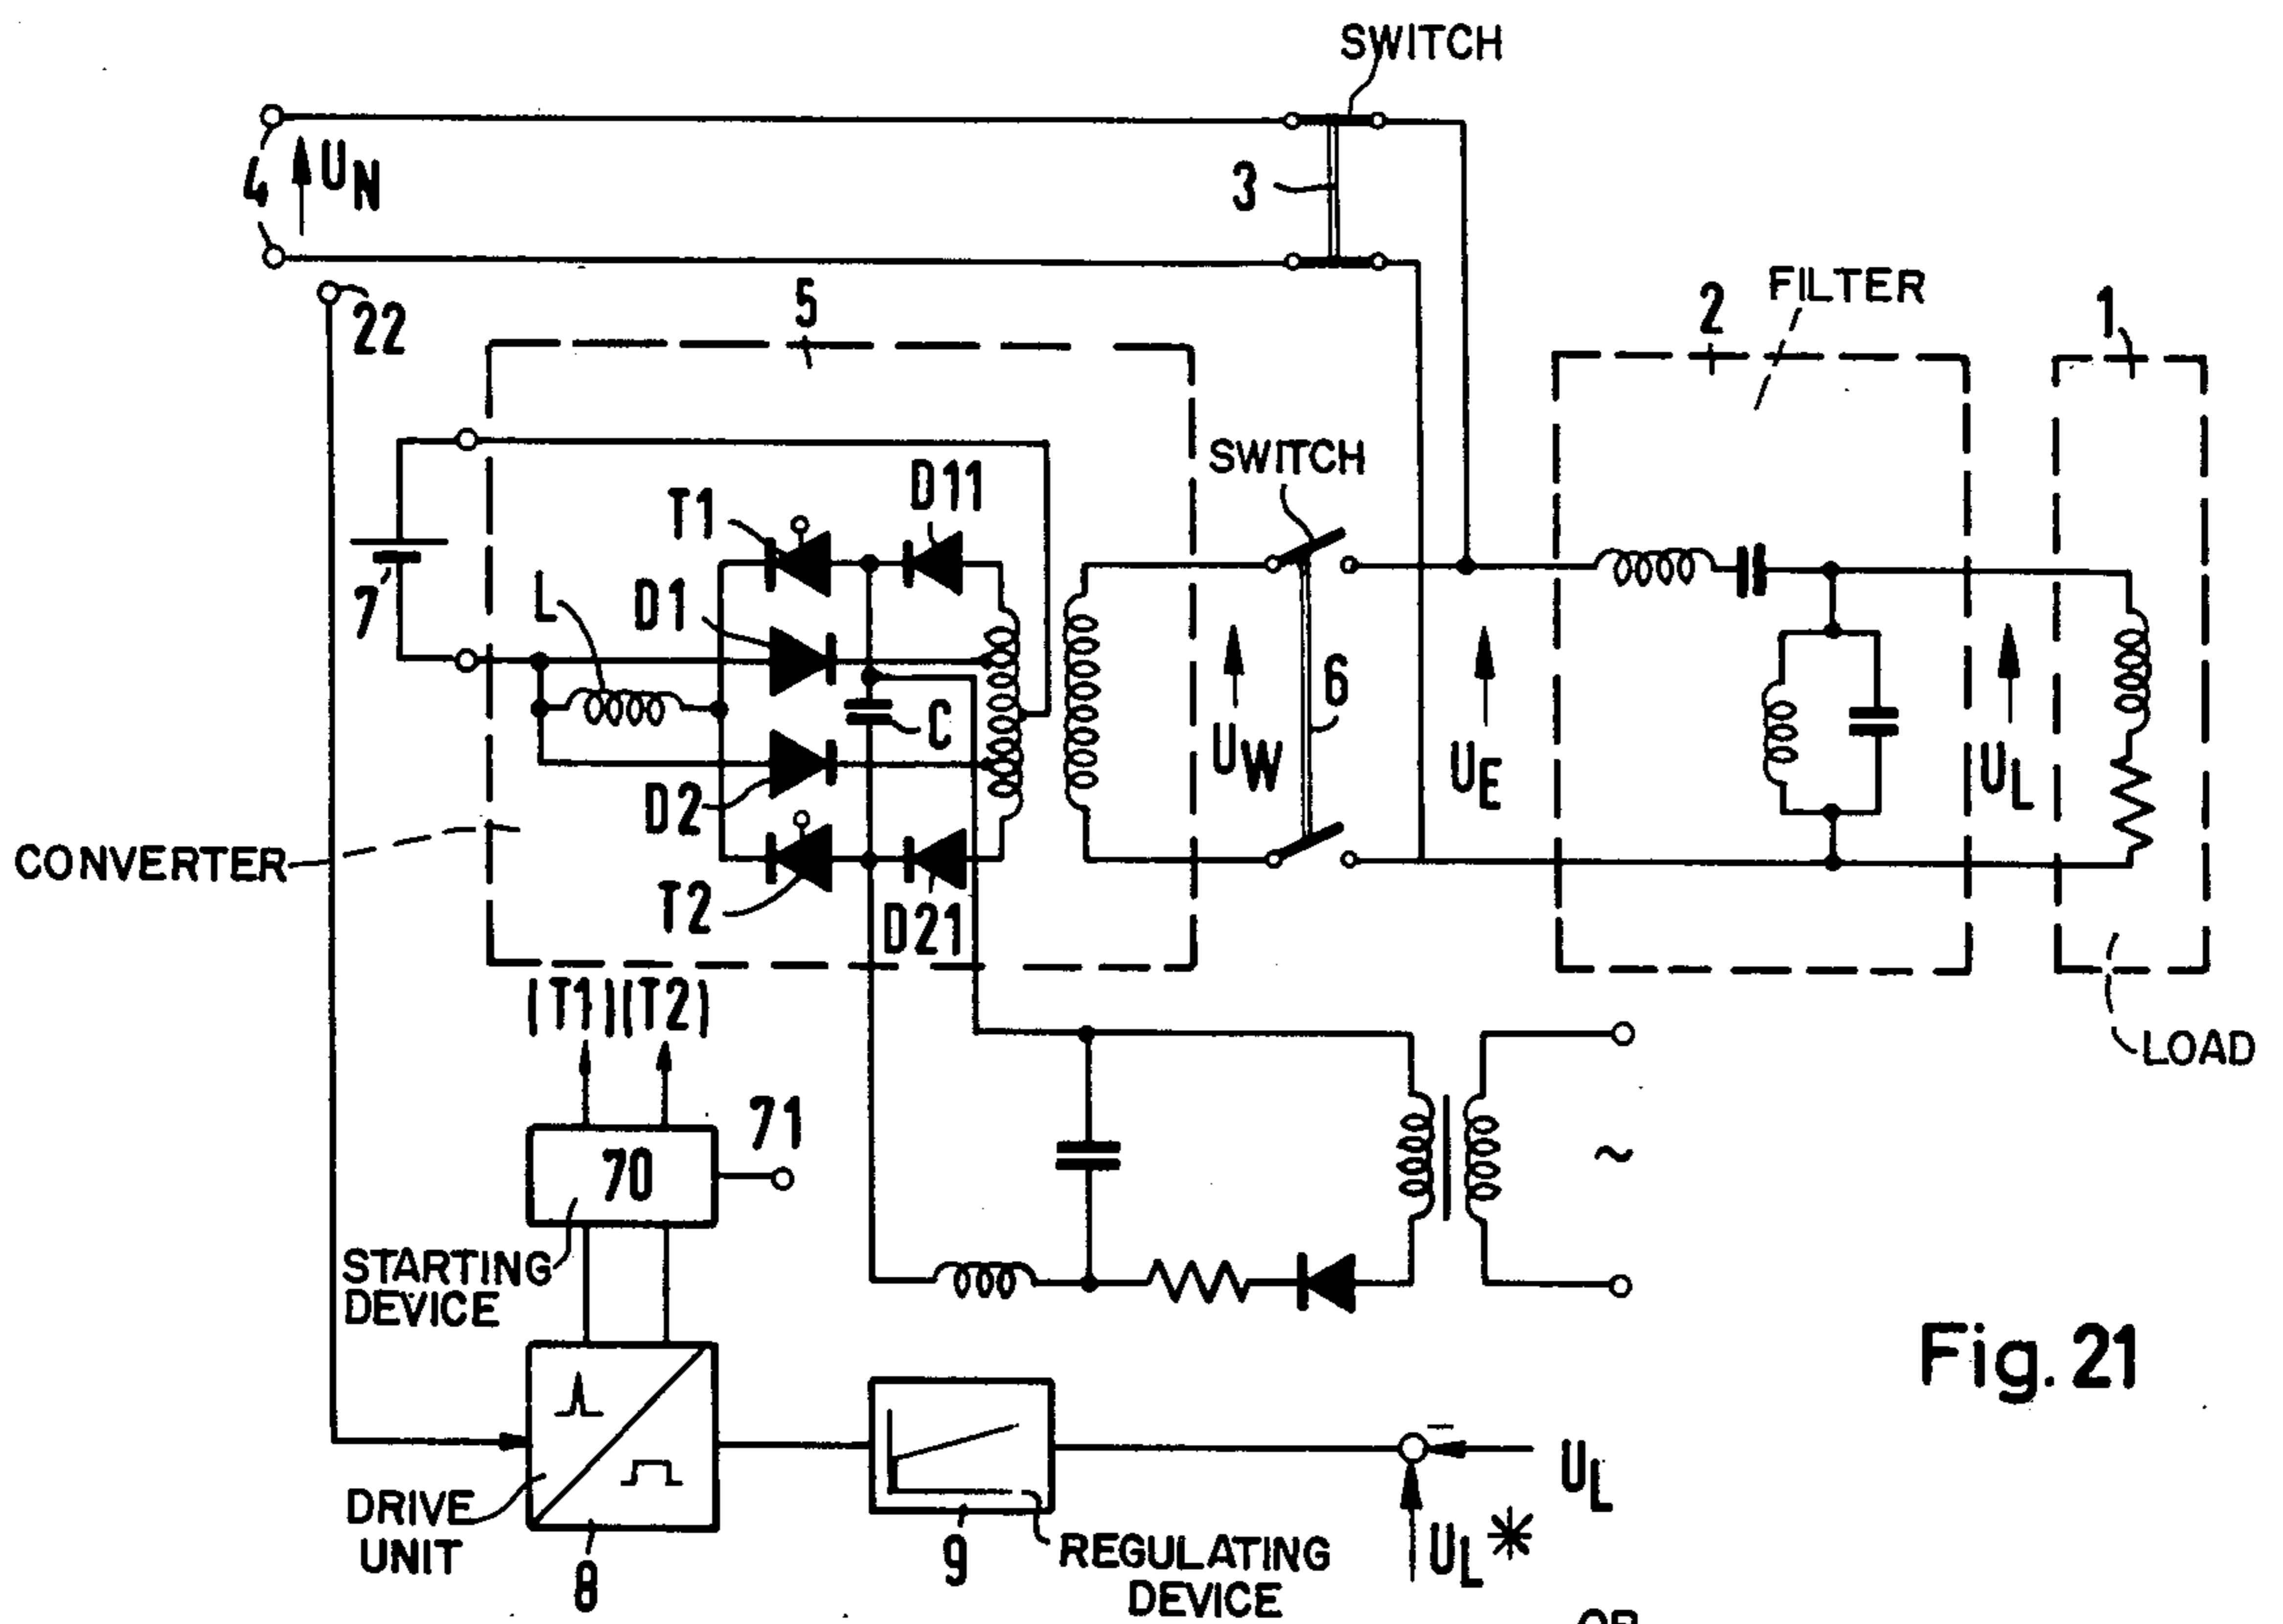 SWITCH
4
U_N
3
22
5
2
FILTER
1
SWITCH
T1
D11
7
L
D1
C
6
U_W
U_E
U_L
D2
CONVERTER
T2
D21
(T1)(T2)
LOAD
71
70
~
STARTING
DEVICE
Fig. 21
DRIVE
UNIT
8
9
REGULATING
DEVICE
–
U_L
U_L*